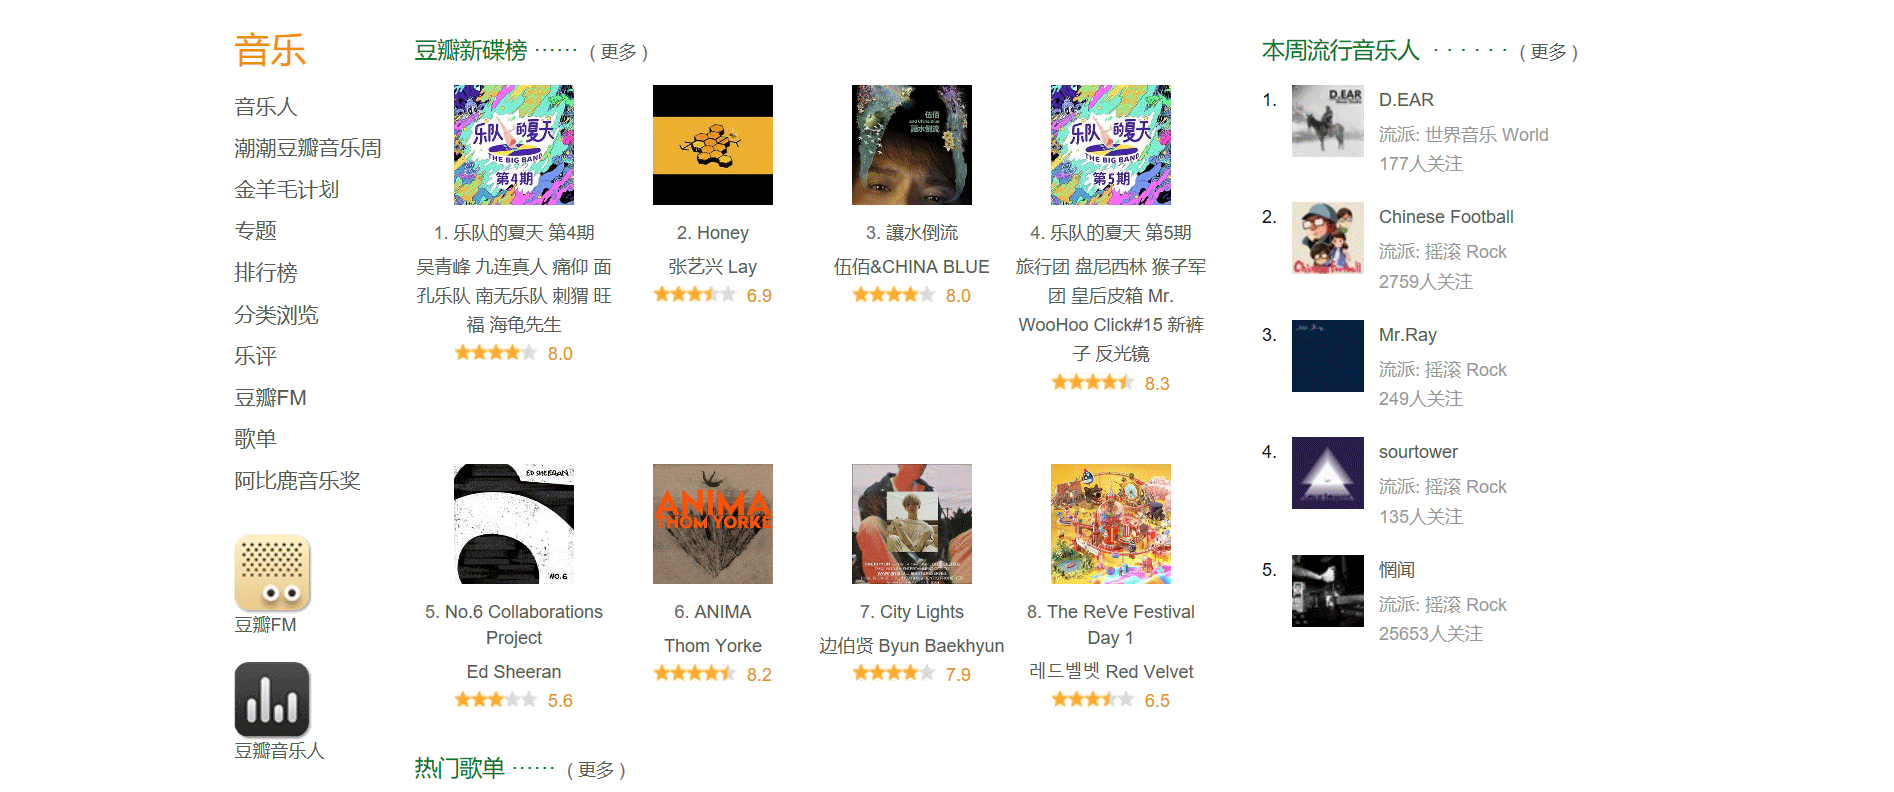 音乐
音乐人
潮潮豆瓣音乐周
金羊毛计划
专题
排行榜
分类浏览
乐评
豆瓣FM
歌单
阿比鹿音乐奖
豆瓣FM
豆瓣音乐人
豆瓣新碟榜 ······ ( 更多 )
乐队的夏天
THE BIG BAND
第4期
1. 乐队的夏天 第4期
吴青峰 九连真人 痛仰 面
孔乐队 南无乐队 刺猬 旺
福 海龟先生
8.0
2. Honey
张艺兴 Lay
6.9
伍佰
and China Blue
讓水倒流
3. 讓水倒流
伍佰&CHINA BLUE
8.0
乐队的夏天
THE BIG BAND
第5期
4. 乐队的夏天 第5期
旅行团 盘尼西林 猴子军
团 皇后皮箱 Mr.
WooHoo Click#15 新裤
子 反光镜
8.3
ED SHEERAN
NO.6
5. No.6 Collaborations
Project
Ed Sheeran
5.6
ANIMA
THOM YORKE
6. ANIMA
Thom Yorke
8.2
7. City Lights
边伯贤 Byun Baekhyun
7.9
8. The ReVe Festival
Day 1
레드벨벳 Red Velvet
6.5
热门歌单 ······ ( 更多 )
本周流行音乐人 · · · · · · ( 更多 )
1.
D.EAR
D.EAR
流派: 世界音乐 World
177人关注
2.
Chinese Football
Chinese Football
流派: 摇滚 Rock
2759人关注
3.
Mr.Ray
流派: 摇滚 Rock
249人关注
4.
sourtower
流派: 摇滚 Rock
135人关注
5.
惘闻
流派: 摇滚 Rock
25653人关注